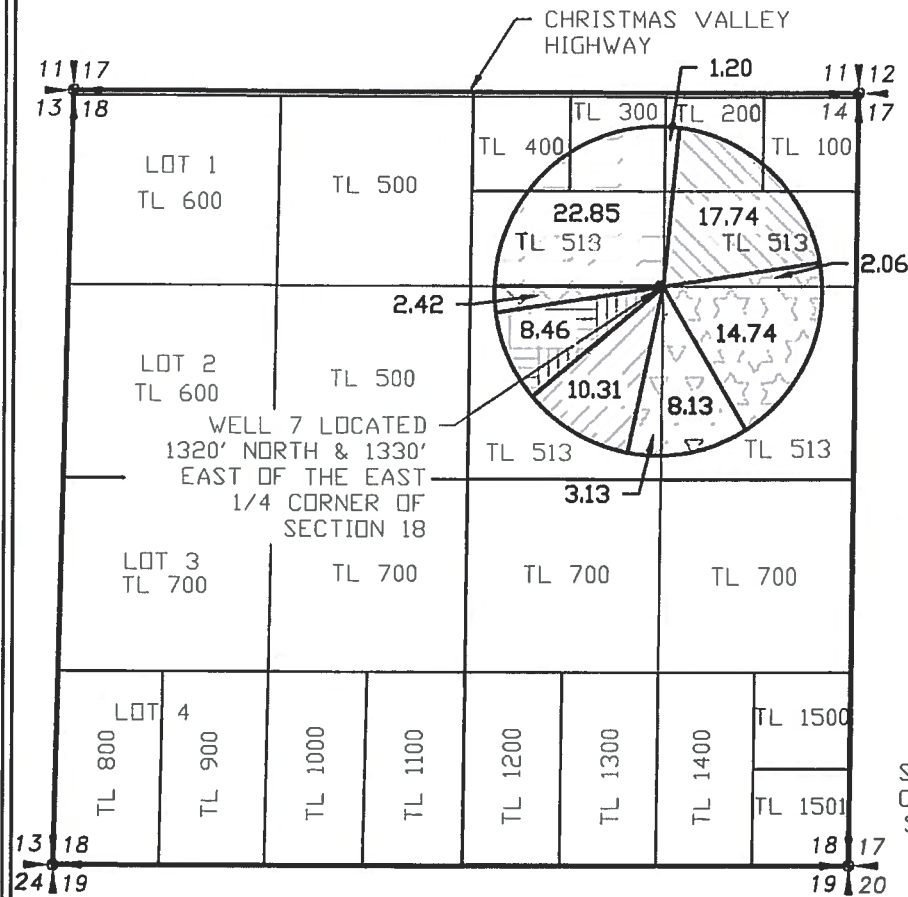 CHRISTMAS VALLEY
HIGHWAY
11 17
13 18
1.20
11 12
14 17
LOT 1
TL 600
TL 500
TL 400
TL 300
TL 200
TL 100
22.85
TL 513
17.74
TL 513
2.06
2.42
8.46
14.74
10.31
8.13
3.13
TL 513
TL 513
LOT 2
TL 600
TL 500
WELL 7 LOCATED
1320' NORTH & 1330'
EAST OF THE EAST
1/4 CORNER OF
SECTION 18
LOT 3
TL 700
TL 700
TL 700
TL 700
LOT 4
TL 800
TL 900
TL 1000
TL 1100
TL 1200
TL 1300
TL 1400
TL 1500
TL 1501
13 18
24 19
18 17
19 20